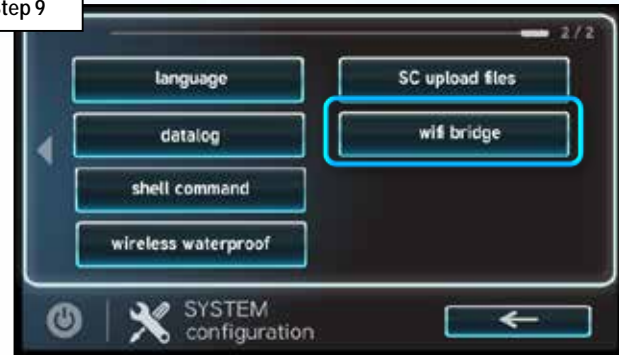 tep 9
2/2
language
SC upload files
datalog
wifi bridge
shell command
wireless waterproof
SYSTEM
configuration